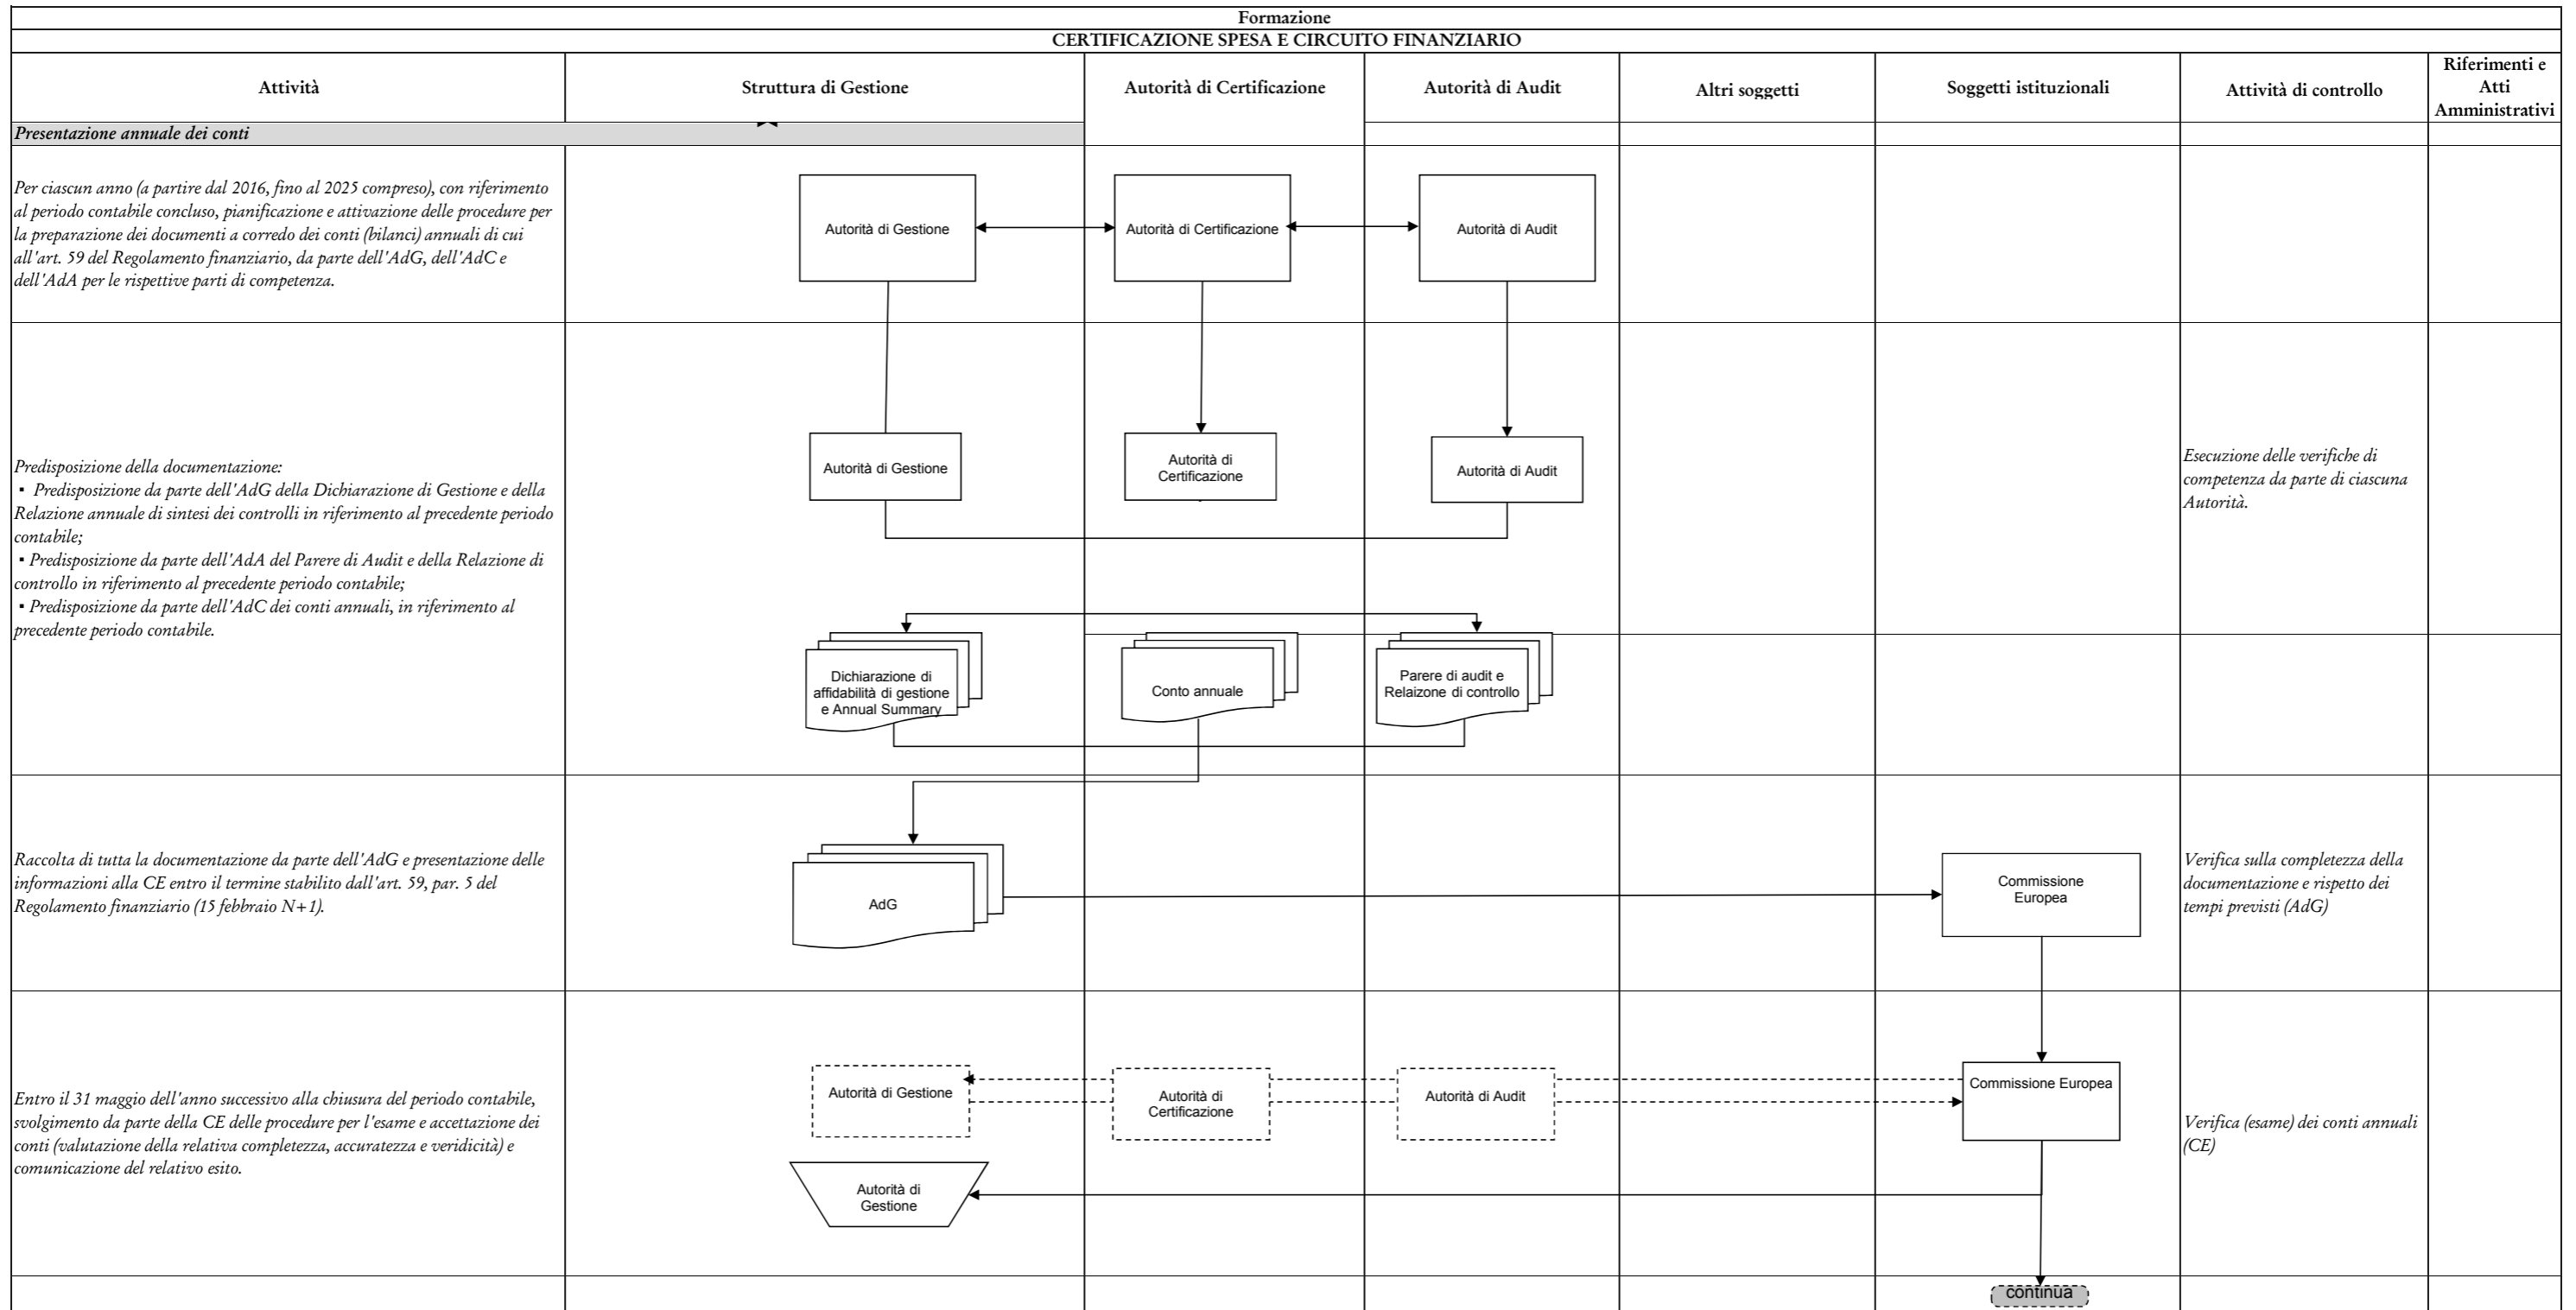 Formazione
CERTIFICAZIONE SPESA E CIRCUITO FINANZIARIO
Attività
Struttura di Gestione
Autorità di Certificazione
Autorità di Audit
Altri soggetti
Soggetti istituzionali
Attività di controllo
Riferimenti e
Atti
Amministrativi
Presentazione annuale dei conti
Per ciascun anno (a partire dal 2016, fino al 2025 compreso), con riferimento
al periodo contabile concluso, pianificazione e attivazione delle procedure per
la preparazione dei documenti a corredo dei conti (bilanci) annuali di cui
all'art. 59 del Regolamento finanziario, da parte dell'AdG, dell'AdC e
dell'AdA per le rispettive parti di competenza.
Autorità di Gestione
Autorità di Certificazione
Autorità di Audit
Predisposizione della documentazione:
▪ Predisposizione da parte dell'AdG della Dichiarazione di Gestione e della
Relazione annuale di sintesi dei controlli in riferimento al precedente periodo
contabile;
▪ Predisposizione da parte dell'AdA del Parere di Audit e della Relazione di
controllo in riferimento al precedente periodo contabile;
▪ Predisposizione da parte dell'AdC dei conti annuali, in riferimento al
precedente periodo contabile.
Autorità di Gestione
Autorità di
Certificazione
Autorità di Audit
Esecuzione delle verifiche di
competenza da parte di ciascuna
Autorità.
Dichiarazione di
affidabilità di gestione
e Annual Summary
Conto annuale
Parere di audit e
Relaizone di controllo
Raccolta di tutta la documentazione da parte dell'AdG e presentazione delle
informazioni alla CE entro il termine stabilito dall'art. 59, par. 5 del
Regolamento finanziario (15 febbraio N+1).
AdG
Commissione
Europea
Verifica sulla completezza della
documentazione e rispetto dei
tempi previsti (AdG)
Entro il 31 maggio dell'anno successivo alla chiusura del periodo contabile,
svolgimento da parte della CE delle procedure per l'esame e accettazione dei
conti (valutazione della relativa completezza, accuratezza e veridicità) e
comunicazione del relativo esito.
Autorità di Gestione
Autorità di
Certificazione
Autorità di Audit
Commissione Europea
Verifica (esame) dei conti annuali
(CE)
Autorità di
Gestione
continua